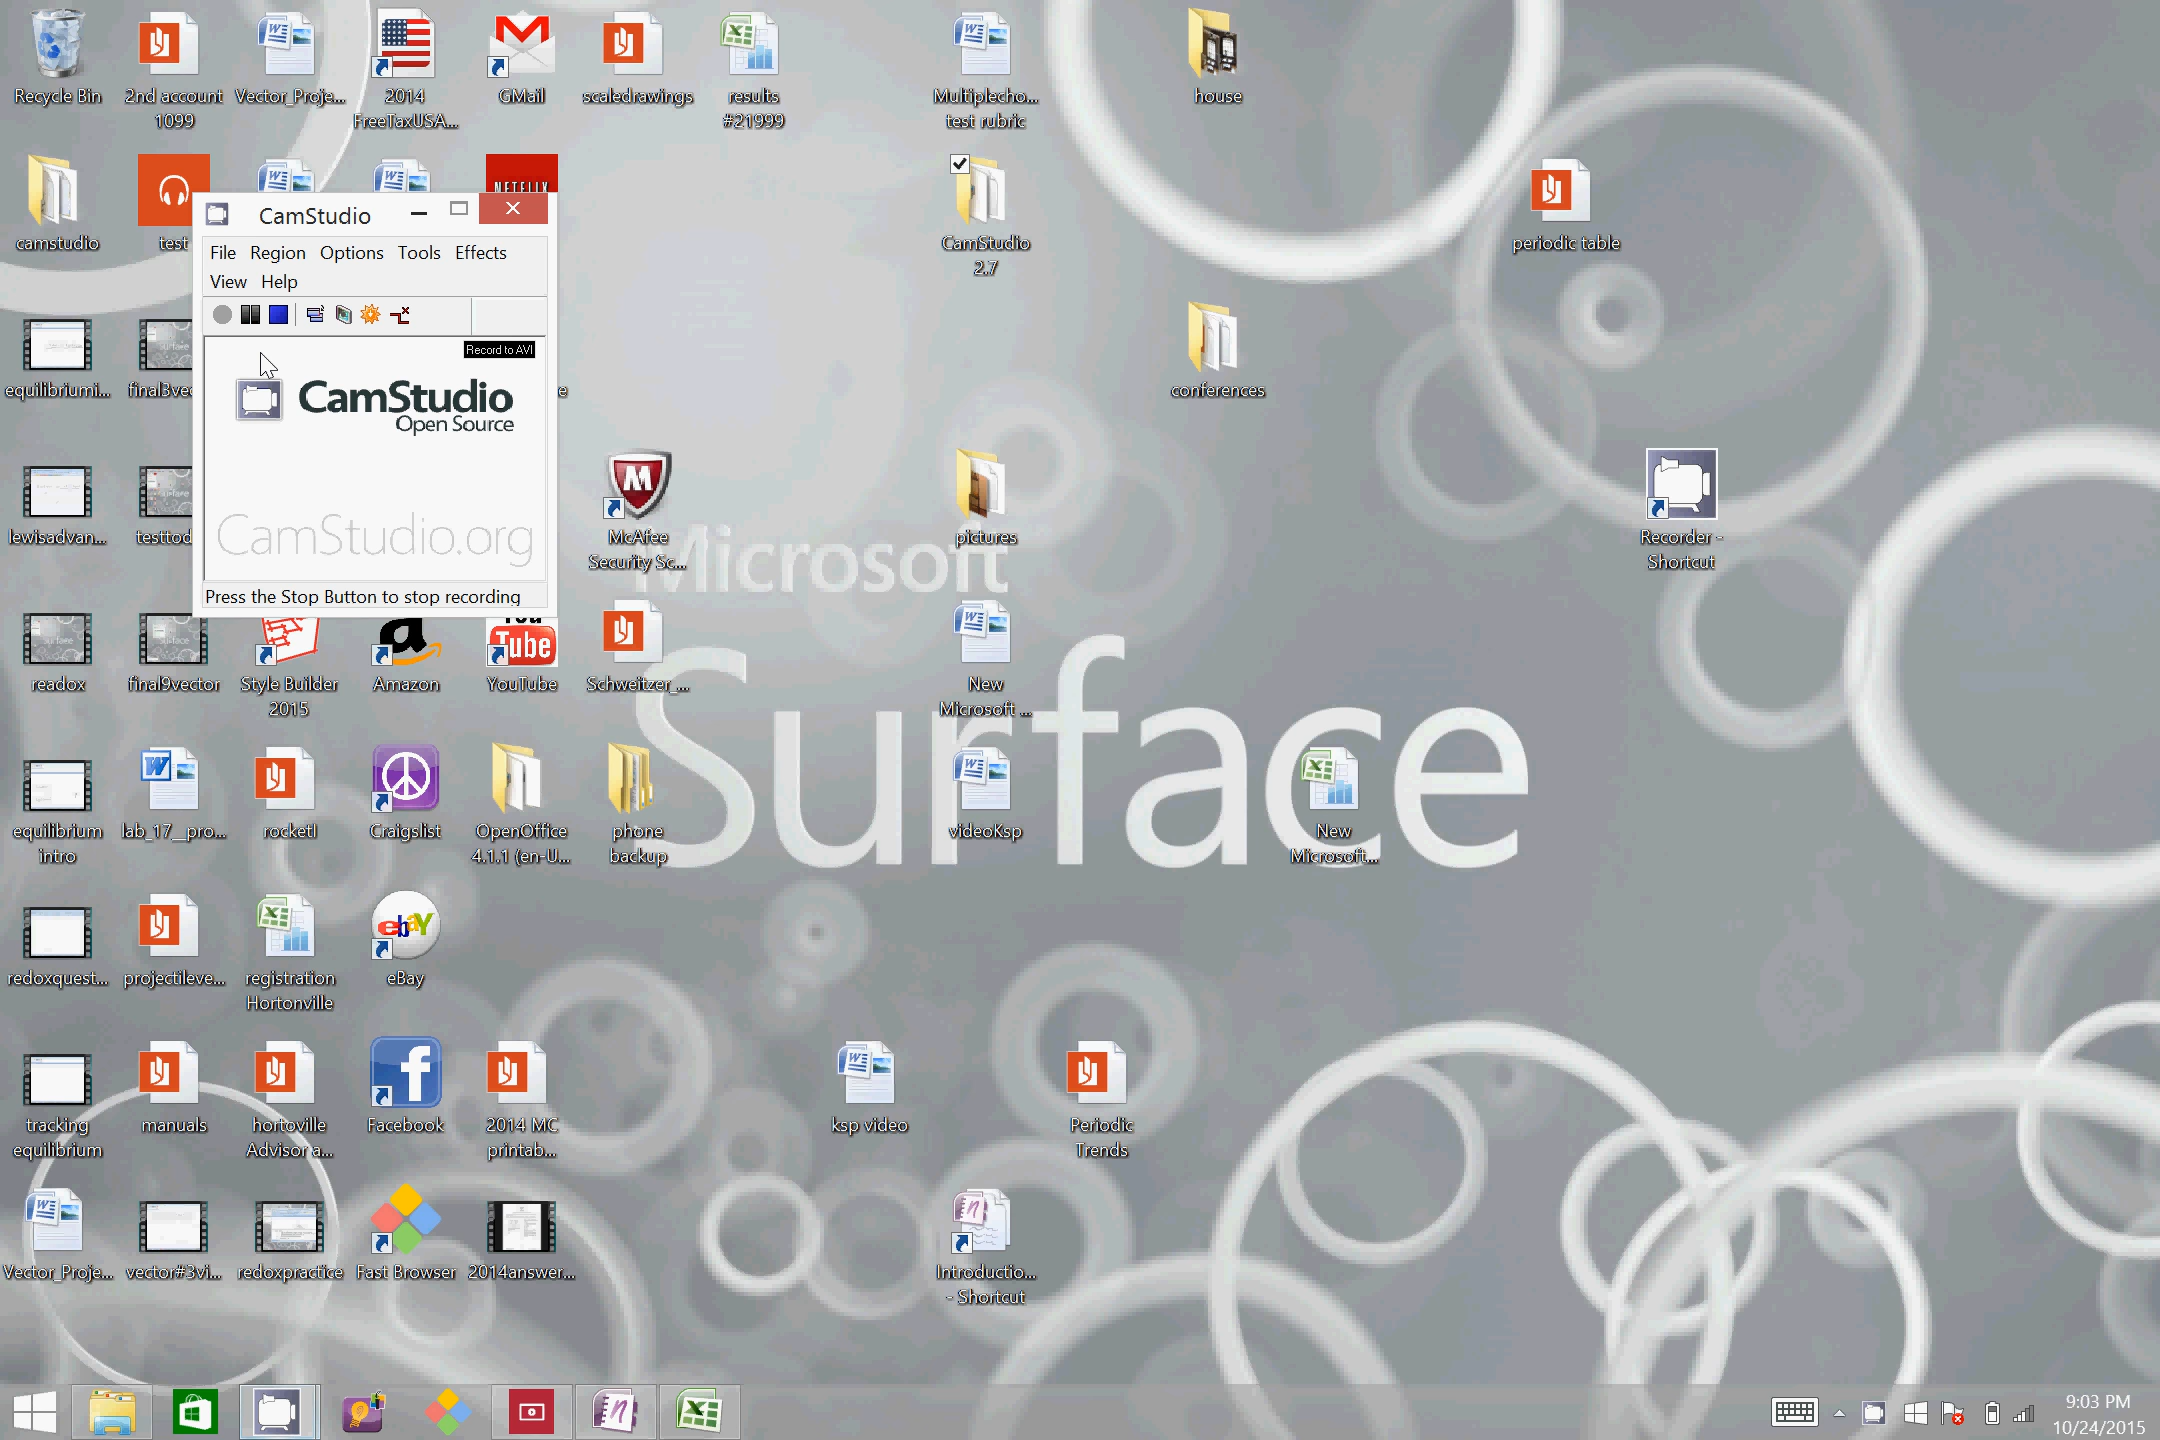 Recycle Bin
2nd account
1099
Vector_Proje...
2014
FreeTaxUSA...
GMail
scaledrawings
results
#21999
Multiplecho...
test rubric
house
camstudio
test
NETFLIX
CamStudio
2.7
periodic table
CamStudio
File Region Options Tools Effects
View Help
Record to AVI
CamStudio
Open Source
CamStudio.org
Press the Stop Button to stop recording
equilibriumi...
final3vec
e
conferences
lewisadvan...
testtod
McAfee
Security Sc...
pictures
Recorder -
Shortcut
Microsoft
Surface
readox
final9vector
Style Builder
2015
Amazon
You
Tube
YouTube
Schweitzer_...
New
Microsoft ...
equilibrium
intro
lab_17__pro...
rocketl
Craigslist
OpenOffice
4.1.1 (en-U...
phone
backup
videoKsp
New
Microsoft...
redoxquest...
projectileve...
registration
Hortonville
ebay
eBay
tracking
equilibrium
manuals
hortoville
Advisor a...
Facebook
2014 MC
printab...
ksp video
Periodic
Trends
Vector_Proje...
vector#3vi...
redoxpractice
Fast Browser
2014answer...
Introductio...
- Shortcut
9:03 PM
10/24/2015